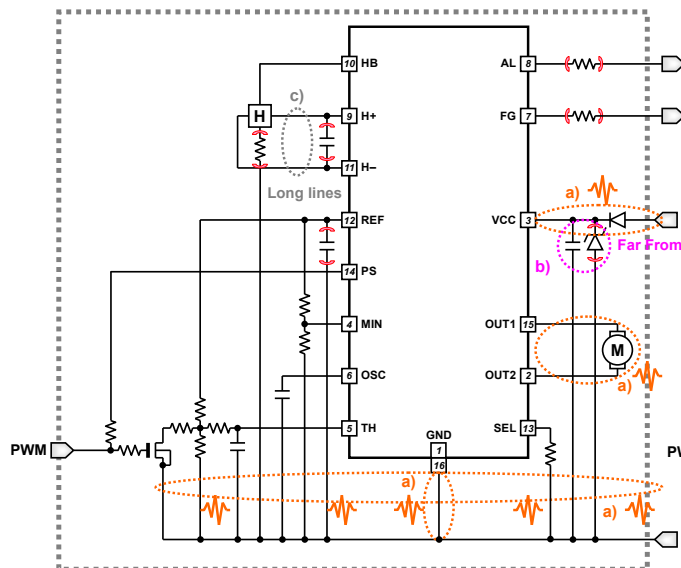 10 HB
AL 8
c)
H
9 H+
FG 7
11 H–
Long lines
a)
12 REF
VCC 3
Far From
b)
14 PS
4 MIN
OUT1 15
M
6 OSC
OUT2 2
a)
5 TH
SEL 13
GND
PWM
1
16
a)
a)